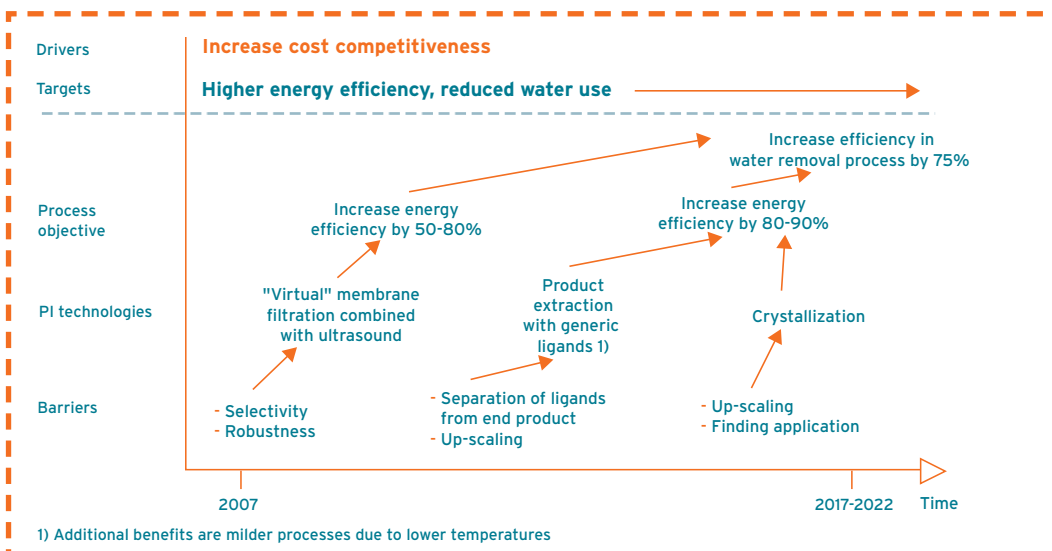 Drivers
Increase cost competitiveness
Targets
Higher energy efficiency, reduced water use
Increase efficiency in
water removal process by 75%
Process
objective
Increase energy
efficiency by 50-80%
Increase energy
efficiency by 80-90%
PI technologies
"Virtual" membrane
filtration combined
with ultrasound
Product
extraction
with generic
ligands 1)
Crystallization
Barriers
- Selectivity
- Robustness
- Separation of ligands
from end product
- Up-scaling
- Up-scaling
- Finding application
2007
2017-2022
Time
1) Additional benefits are milder processes due to lower temperatures